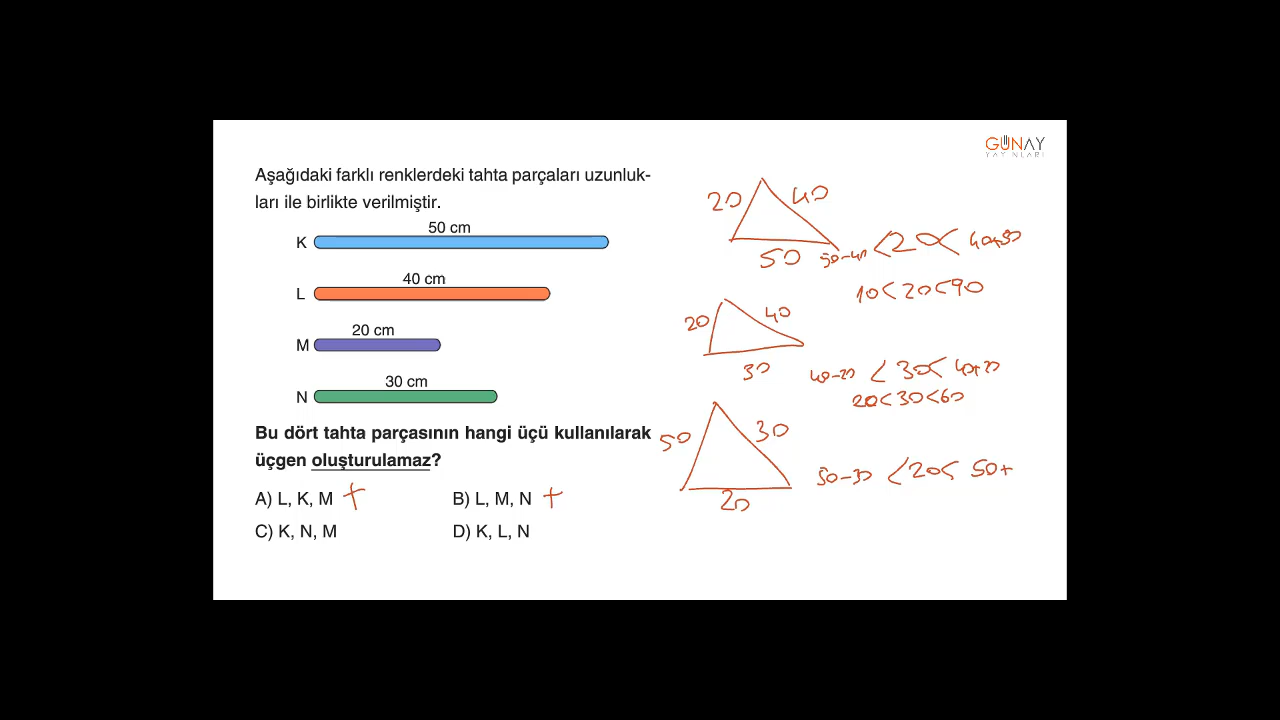 GÜNAY
YAYINLARI
Aşağıdaki farklı renklerdeki tahta parçaları uzunluk-
ları ile birlikte verilmiştir.
50 cm
K
40 cm
L
20 cm
M
30 cm
N
Bu dört tahta parçasının hangi üçü kullanılarak
üçgen oluşturulamaz?
A) L, K, M +
B) L, M, N +
C) K, N, M
D) K, L, N
20 40
50
50-40 <20< 40+50
10<20<90
20 40
30
40-20 < 30 < 40+20
20<30<60
50 30
20
50-30 <20< 50+